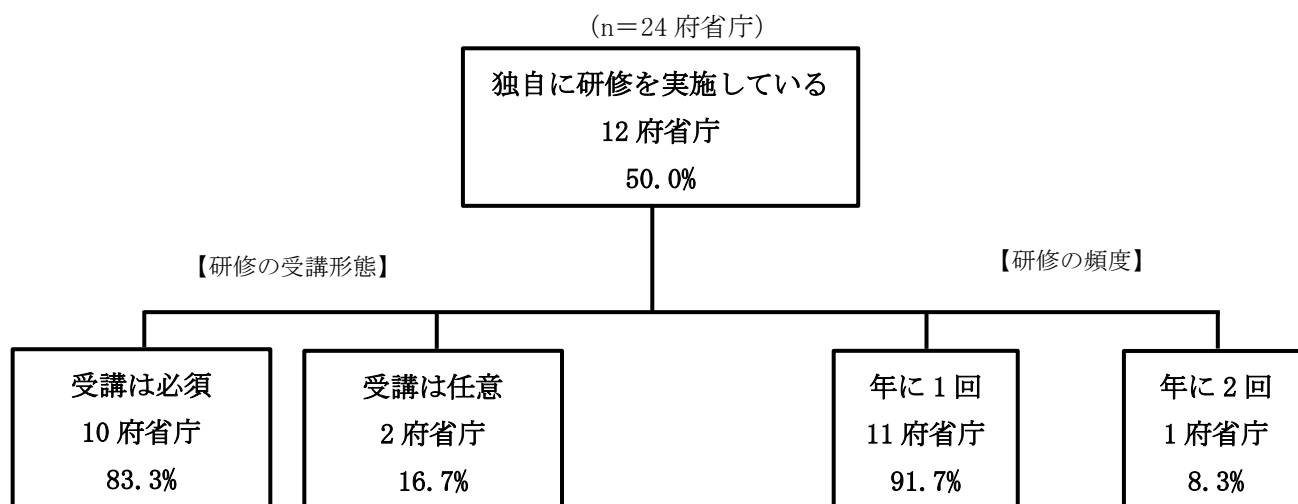 (n=24 府省庁)
独自に研修を実施している
12 府省庁
50.0%
【研修の受講形態】
【研修の頻度】
受講は必須
10 府省庁
83.3%
受講は任意
2 府省庁
16.7%
年に 1 回
11 府省庁
91.7%
年に 2 回
1 府省庁
8.3%